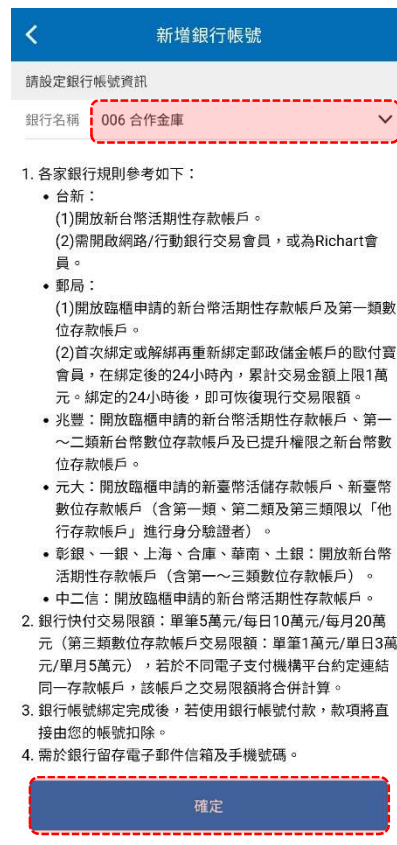 新增銀行帳號
請設定銀行帳號資訊
銀行名稱 006 合作金庫
1. 各家銀行規則參考如下：
• 台新：
(1)開放新台幣活期性存款帳戶。
(2)需開啟網路/行動銀行交易會員，或為Richart會
員。
• 郵局：
(1)開放臨櫃申請的新台幣活期性存款帳戶及第一類數
位存款帳戶。
(2)首次綁定或解綁再重新綁定郵政儲金帳戶的歐付寶
會員，在綁定後的24小時內，累計交易金額上限1萬
元。綁定的24小時後，即可恢復現行交易限額。
• 兆豐：開放臨櫃申請的新台幣活期性存款帳戶、第一
～二類新台幣數位存款帳戶及已提升權限之新台幣數
位存款帳戶。
• 元大：開放臨櫃申請的新臺幣活儲存款帳戶、新臺幣
數位存款帳戶（含第一類、第二類及第三類限以「他
行存款帳戶」進行身分驗證者）。
• 彰銀、一銀、上海、合庫、華南、土銀：開放新台幣
活期性存款帳戶（含第一～三類數位存款帳戶）。
• 中二信：開放臨櫃申請的新台幣活期性存款帳戶。
2. 銀行快付交易限額：單筆5萬元/每日10萬元/每月20萬
元（第三類數位存款帳戶交易限額：單筆1萬元/單日3萬
元/單月5萬元），若於不同電子支付機構平台約定連結
同一存款帳戶，該帳戶之交易限額將合併計算。
3. 銀行帳號綁定完成後，若使用銀行帳號付款，款項將直
接由您的帳號扣除。
4. 需於銀行留存電子郵件信箱及手機號碼。
確定